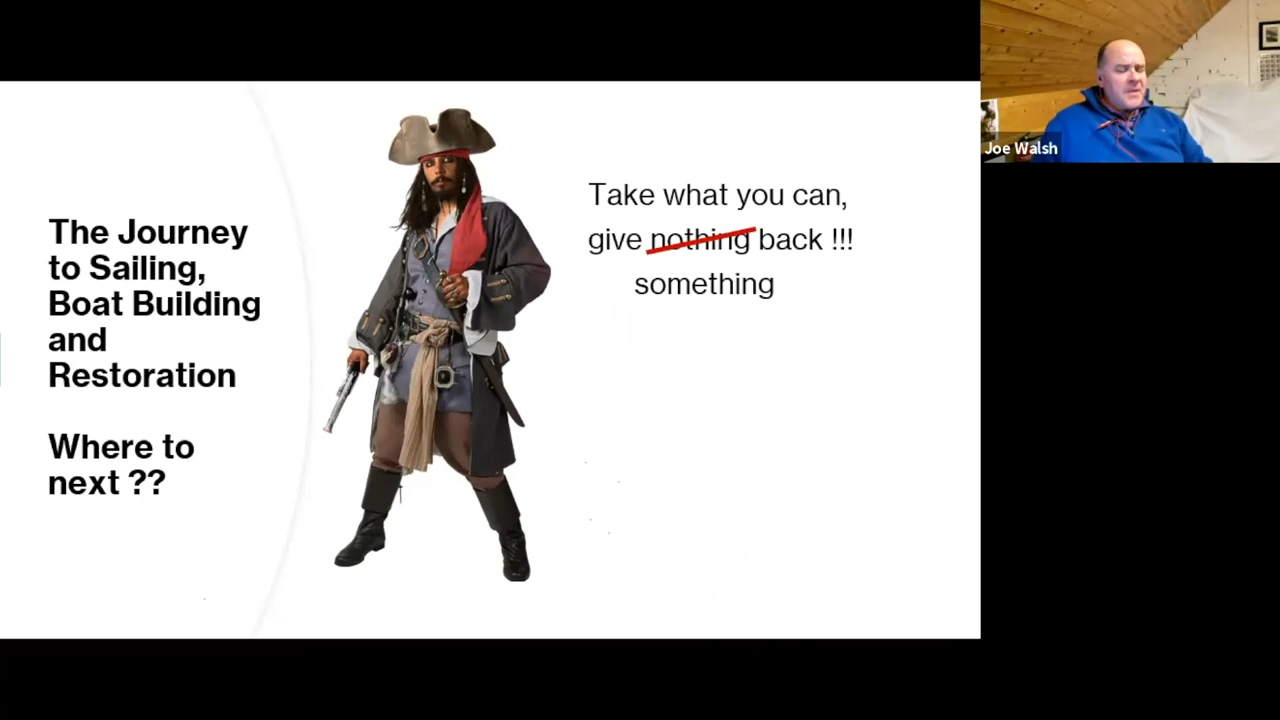 The Journey
to Sailing,
Boat Building
and
Restoration
Where to
next ??
Take what you can,
give nothing back !!!
something
Joe Walsh